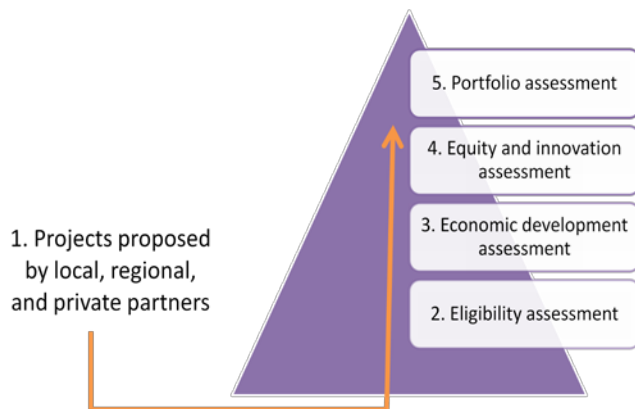 5. Portfolio assessment
4. Equity and innovation
assessment
3. Economic development
assessment
2. Eligibility assessment
1. Projects proposed
by local, regional,
and private partners